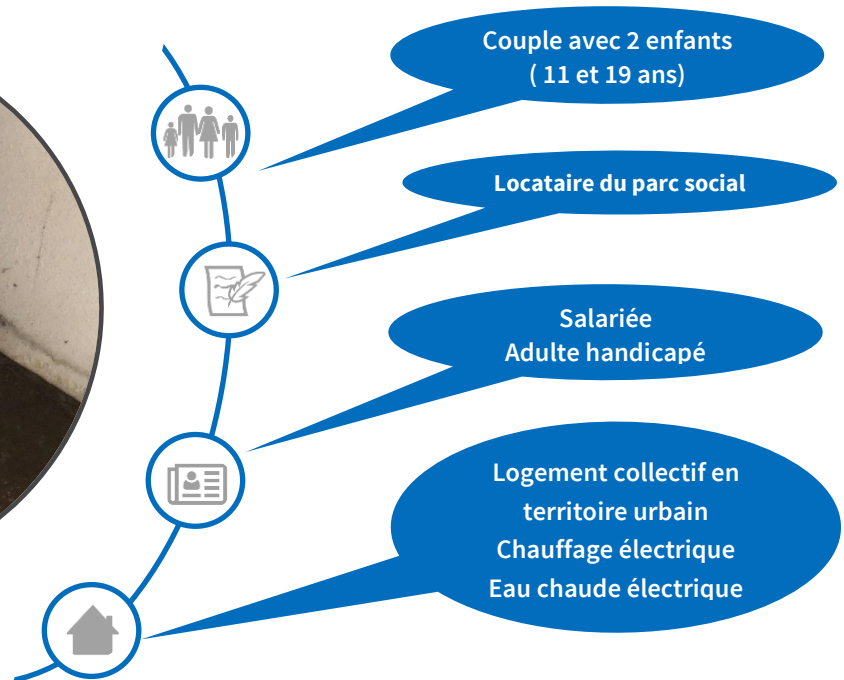 Couple avec 2 enfants
( 11 et 19 ans)
Locataire du parc social
Salariée
Adulte handicapé
Logement collectif en
territoire urbain
Chauffage électrique
Eau chaude électrique